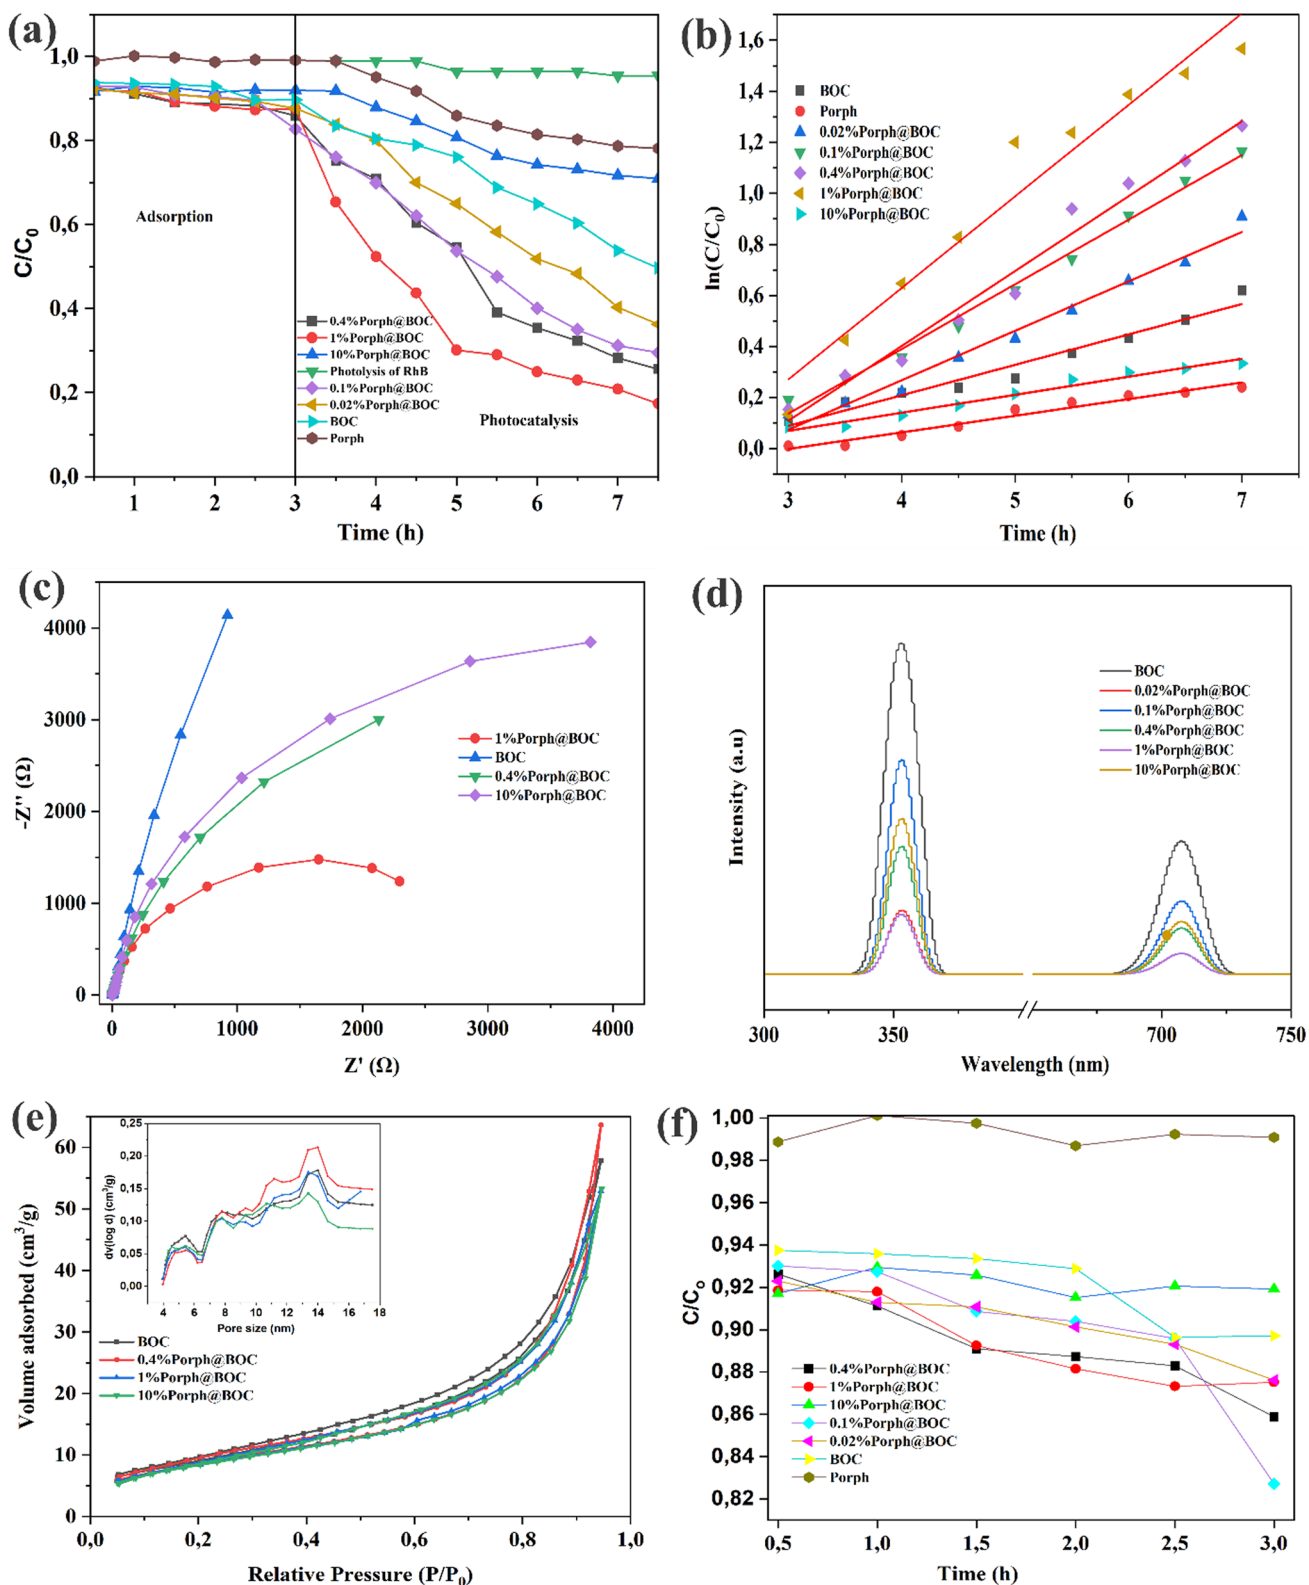 (a)
C/C0
1,0
0,8
0,6
0,4
0,2
0,0
Adsorption
0.4%Porph@BOC
1%Porph@BOC
10%Porph@BOC
Photolysis of RhB
0.1%Porph@BOC
0.02%Porph@BOC
BOC
Porph
Photocatalysis
1 2 3 4 5 6 7
Time (h)
(b)
ln(C/C0)
1,6
1,4
1,2
1,0
0,8
0,6
0,4
0,2
0,0
BOC
Porph
0.02%Porph@BOC
0.1%Porph@BOC
0.4%Porph@BOC
1%Porph@BOC
10%Porph@BOC
3 4 5 6 7
Time (h)
(c)
-Z'' (Ω)
4000
3000
2000
1000
0
1%Porph@BOC
BOC
0.4%Porph@BOC
10%Porph@BOC
0 1000 2000 3000 4000
Z' (Ω)
(d)
Intensity (a.u)
BOC
0.02%Porph@BOC
0.1%Porph@BOC
0.4%Porph@BOC
1%Porph@BOC
10%Porph@BOC
300 350 700 750
Wavelength (nm)
(e)
Volume adsorbed (cm3/g)
60
50
40
30
20
10
0
dv(log d) (cm3/g)
0,25
0,20
0,15
0,10
0,05
0,00
4 6 8 10 12 14 16 18
Pore size (nm)
BOC
0.4%Porph@BOC
1%Porph@BOC
10%Porph@BOC
0,0 0,2 0,4 0,6 0,8 1,0
Relative Pressure (P/P0)
(f)
C/Co
1,00
0,98
0,96
0,94
0,92
0,90
0,88
0,86
0,84
0,82
0.4%Porph@BOC
1%Porph@BOC
10%Porph@BOC
0.1%Porph@BOC
0.02%Porph@BOC
BOC
Porph
0,5 1,0 1,5 2,0 2,5 3,0
Time (h)